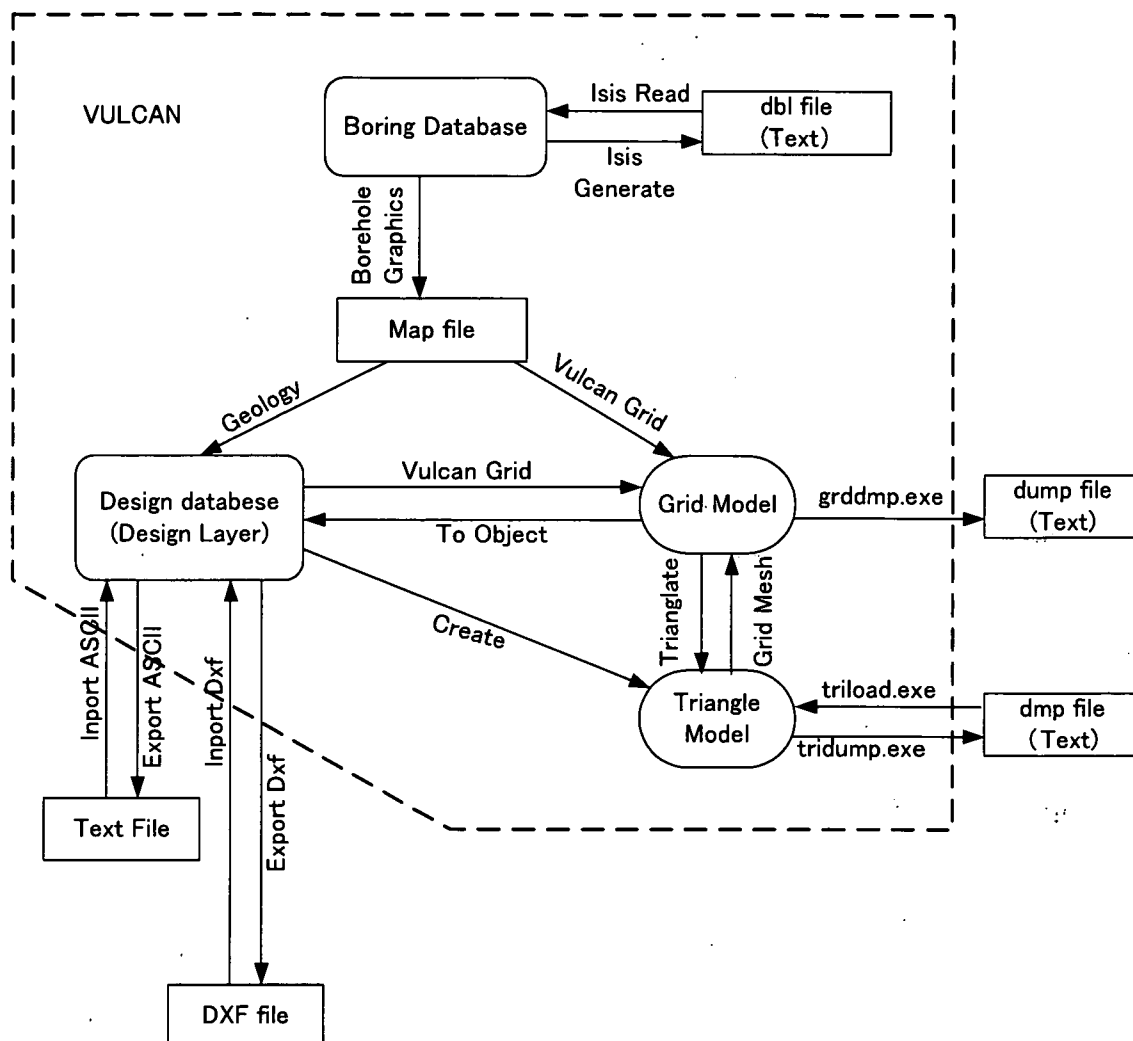 VULCAN
Boring Database
Isis Read
dbl file
(Text)
Isis
Generate
Borehole
Graphics
Map file
Geology
Vulcan Grid
Design databese
(Design Layer)
Vulcan Grid
To Object
Grid Model
grddmp.exe
dump file
(Text)
Create
Trianglate
Grid Mesh
Triangle
Model
triload.exe
tridump.exe
dmp file
(Text)
Inport ASCII
Export ASCII
Inport Dxf
Export Dxf
Text File
DXF file